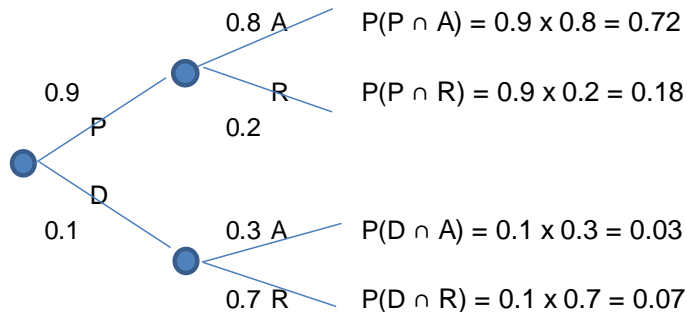 0.8 A P(P ∩ A) = 0.9 x 0.8 = 0.72
0.9 R P(P ∩ R) = 0.9 x 0.2 = 0.18
P 0.2
D
0.1 0.3 A P(D ∩ A) = 0.1 x 0.3 = 0.03
0.7 R P(D ∩ R) = 0.1 x 0.7 = 0.07